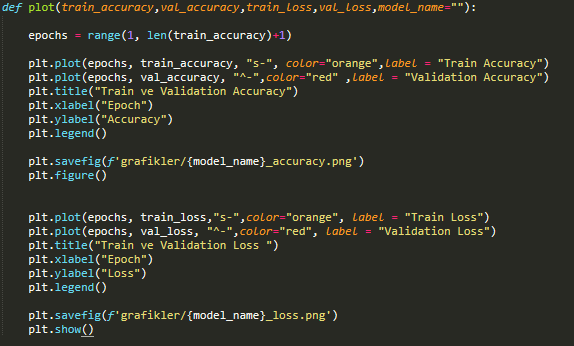 def plot(train_accuracy,val_accuracy,train_loss,val_loss,model_name=""):
epochs = range(1, len(train_accuracy)+1)
plt.plot(epochs, train_accuracy, "s-", color="orange",label = "Train Accuracy")
plt.plot(epochs, val_accuracy, "^-",color="red" ,label = "Validation Accuracy")
plt.title("Train ve Validation Accuracy")
plt.xlabel("Epoch")
plt.ylabel("Accuracy")
plt.legend()
plt.savefig(f'grafikler/{model_name}_accuracy.png')
plt.figure()
plt.plot(epochs, train_loss,"s-",color="orange", label = "Train Loss")
plt.plot(epochs, val_loss, "^-",color="red", label = "Validation Loss")
plt.title("Train ve Validation Loss ")
plt.xlabel("Epoch")
plt.ylabel("Loss")
plt.legend()
plt.savefig(f'grafikler/{model_name}_loss.png')
plt.show()